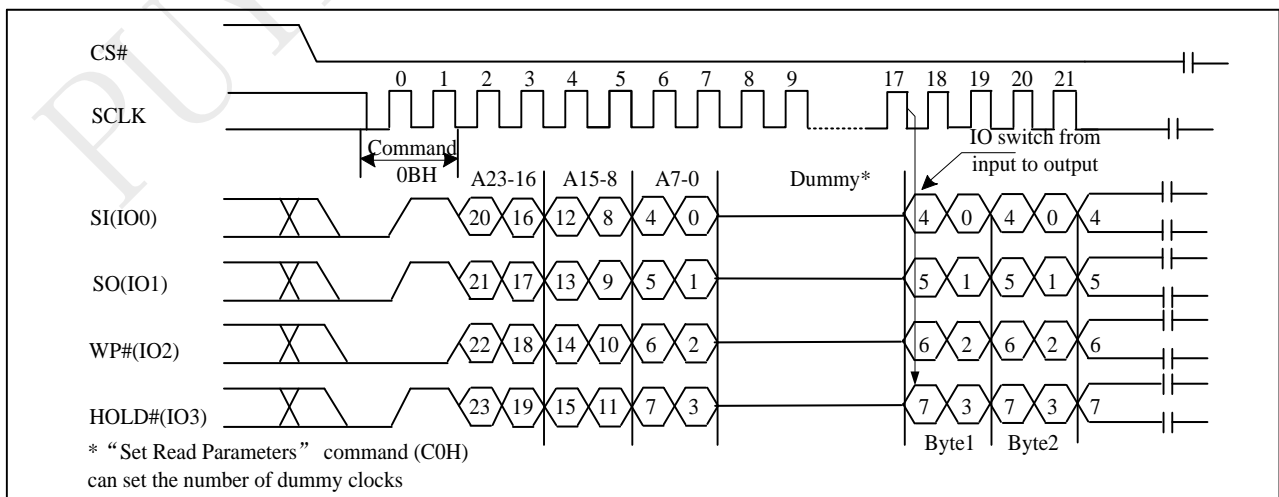 PUY
CS#
0 1 2 3 4 5 6 7 8 9 17 18 19 20 21
SCLK
Command
0BH
IO switch from
input to output
A23-16 A15-8 A7-0 Dummy*
SI(IO0) 20 16 12 8 4 0 4 0 4 0 4
SO(IO1) 21 17 13 9 5 1 5 1 5 1 5
WP#(IO2) 22 18 14 10 6 2 6 2 6 2 6
HOLD#(IO3) 23 19 15 11 7 3 7 3 7 3 7
Byte1 Byte2
* “Set Read Parameters” command (C0H)
can set the number of dummy clocks